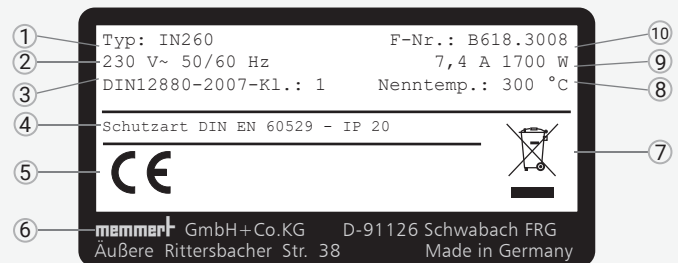 ① Typ: IN260 F-Nr.: B618.3008 ⑩
② 230 V~ 50/60 Hz 7,4 A 1700 W ⑨
③ DIN12880-2007-Kl.: 1 Nenntemp.: 300 °C ⑧
④ Schutzart DIN EN 60529 - IP 20
⑤ CE ⑦
⑥ memmert GmbH+Co.KG D-91126 Schwabach FRG
Äußere Rittersbacher Str. 38 Made in Germany